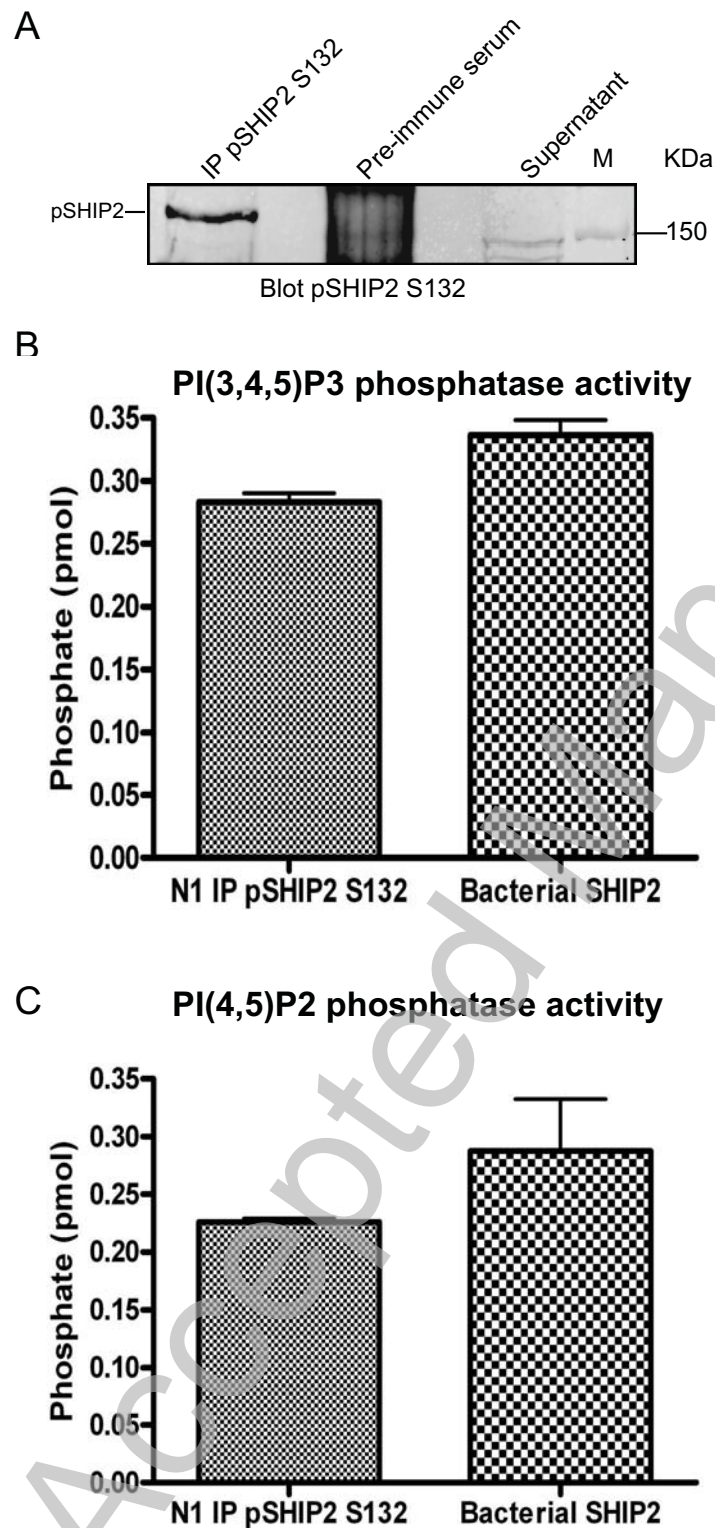 A
IP pSHIP2 S132
Pre-immune serum
Supernatant
M
KDa
pSHIP2
150
Blot pSHIP2 S132
B
PI(3,4,5)P3 phosphatase activity
Phosphate (pmol)
0.35
0.30
0.25
0.20
0.15
0.10
0.05
0.00
N1 IP pSHIP2 S132
Bacterial SHIP2
C
PI(4,5)P2 phosphatase activity
Phosphate (pmol)
0.35
0.30
0.25
0.20
0.15
0.10
0.05
0.00
N1 IP pSHIP2 S132
Bacterial SHIP2
Accepted Man